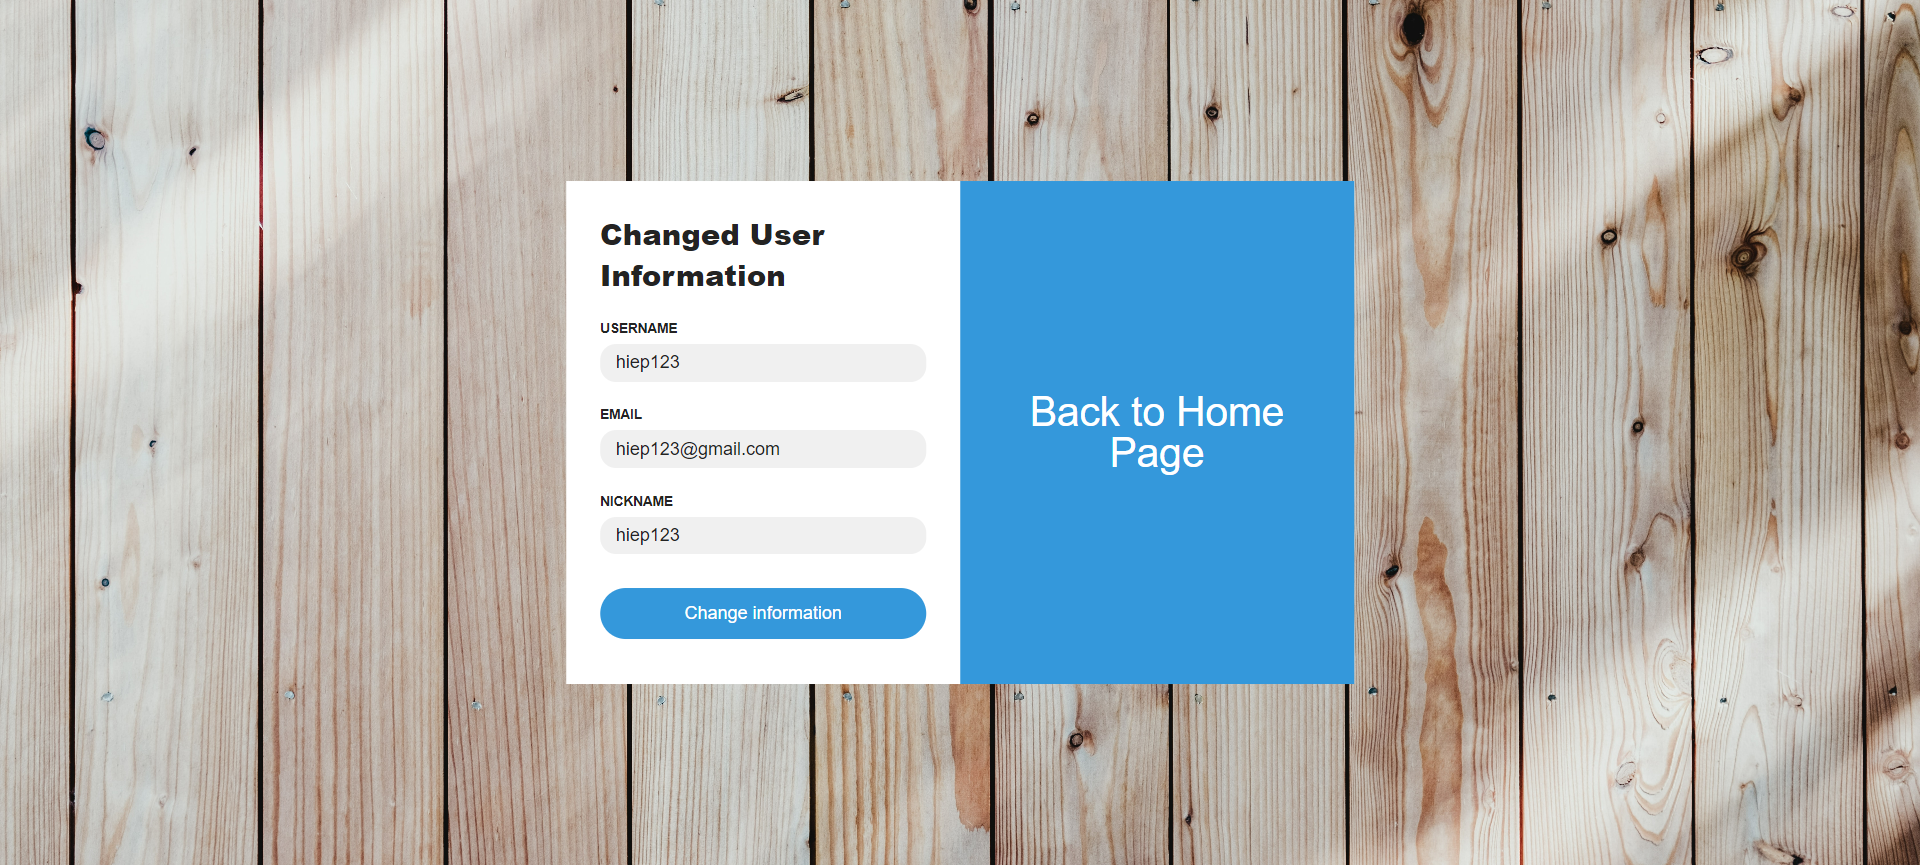 Changed User
Information
USERNAME
hiep123
EMAIL
hiep123@gmail.com
NICKNAME
hiep123
Change information
Back to Home
Page